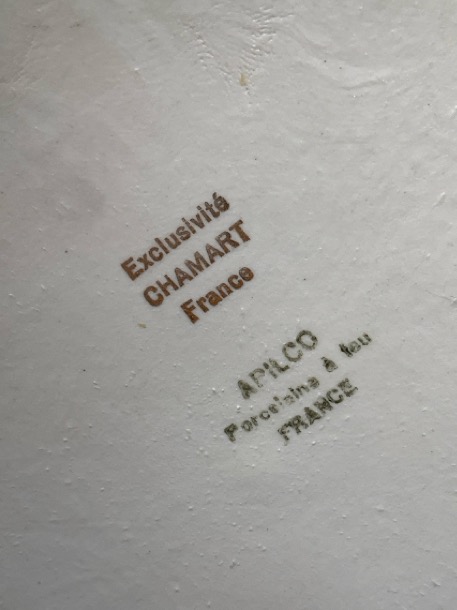 Exclusivité
CHAMART
France
APILCO
Porcelaine à feu
FRANCE